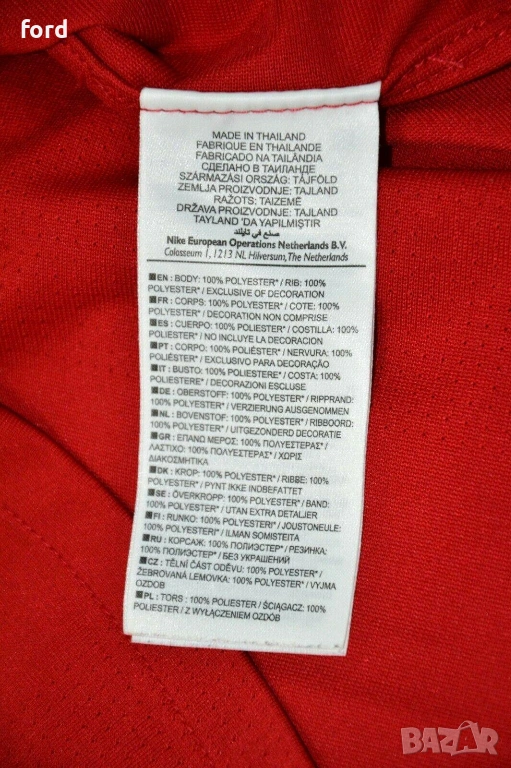 ford
MADE IN THAILAND
FABRIQUE EN THAILANDE
FABRICADO NA TAILÂNDIA
СДЕЛАНО В ТАИЛАНДЕ
SZÁRMAZÁSI ORSZÁG: TÁJFÖLD
ZEMLJA PROIZVODNJE: TAJLAND
RAŽOTS: TAIZEMĒ
DRŽAVA PROIZVODNJE: TAJLAND
TAYLAND 'DA YAPILMIŞTIR
صنع في تايلند
Nike European Operations Netherlands B.V.
Colosseum 1, 1213 NL Hilversum, The Netherlands
EN : BODY: 100% POLYESTER* / RIB: 100%
POLYESTER* / EXCLUSIVE OF DECORATION
FR : CORPS: 100% POLYESTER* / COTE: 100%
POLYESTER* / DECORATION NON COMPRISE
ES : CUERPO: 100% POLIESTER* / COSTILLA: 100%
POLIESTER* / NO INCLUYE LA DECORACION
PT : CORPO: 100% POLIÉSTER* / NERVURA: 100%
POLIÉSTER* / EXCLUSIVO PARA DECORAÇÃO
IT : BUSTO: 100% POLIESTERE* / COSTA: 100%
POLIESTERE* / DECORAZIONI ESCLUSE
DE : OBERSTOFF: 100% POLYESTER* / RIPPRAND:
100% POLYESTER* / VERZIERUNG AUSGENOMMEN
NL : BOVENSTOF: 100% POLYESTER* / RIBBOORD:
100% POLYESTER* / UITGEZONDERD DECORATIE
GR : ΕΠΑΝΩ ΜΕΡΟΣ: 100% ΠΟΛΥΕΣΤΕΡΑΣ* /
ΛΑΣΤΙΧΟ: 100% ΠΟΛΥΕΣΤΕΡΑΣ* / ΧΩΡΙΣ
ΔΙΑΚΟΣΜΗΤΙΚΑ
DK : KROP: 100% POLYESTER* / RIBBE: 100%
POLYESTER* / PYNT IKKE INDBEFATTET
SE : ÖVERKROPP: 100% POLYESTER* / BAND:
100% POLYESTER* / UTAN EXTRA DETALJER
FI : RUNKO: 100% POLYESTERI* / JOUSTONEULE:
100% POLYESTERI* / ILMAN SOMISTEITA
RU : КОРСАЖ: 100% ПОЛИЭСТЕР* / РЕЗИНКА:
100% ПОЛИЭСТЕР* / БЕЗ УКРАШЕНИЙ
CZ : TĚLNÍ ČÁST ODĚVU: 100% POLYESTER* /
ŽEBROVANÁ LEMOVKA: 100% POLYESTER* / VYJMA
OZDOB
PL : TORS : 100% POLIESTER / ŚCIĄGACZ: 100%
POLIESTER / Z WYŁĄCZENIEM OZDÓB
BAZAR